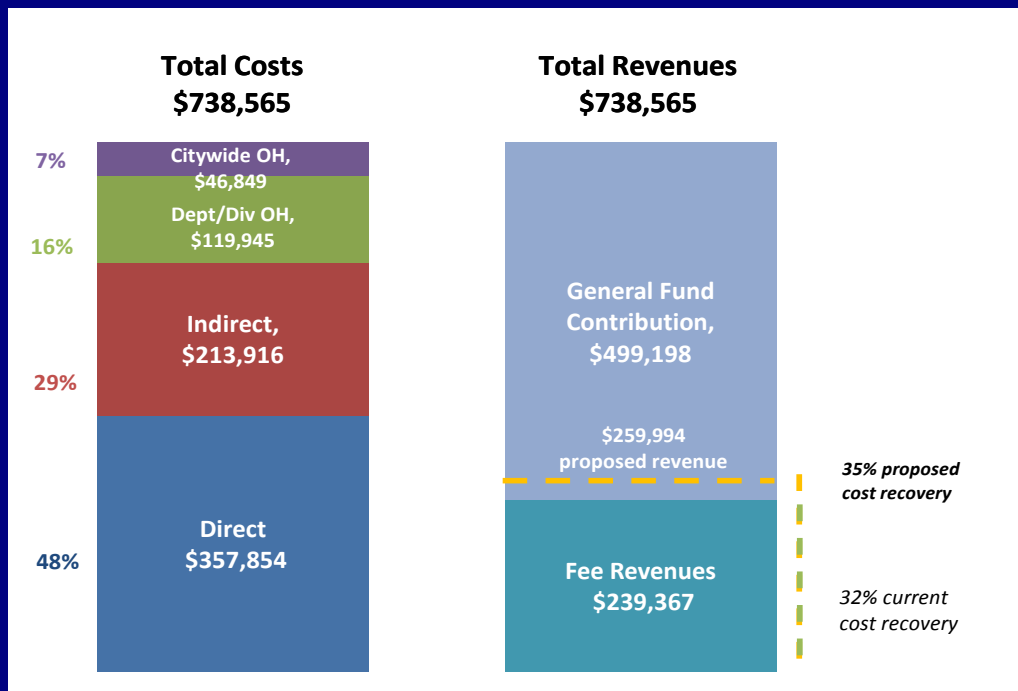 Total Costs
$738,565
Total Revenues
$738,565
7%
Citywide OH,
$46,849
16%
Dept/Div OH,
$119,945
29%
Indirect,
$213,916
48%
Direct
$357,854
General Fund
Contribution,
$499,198
$259,994
proposed revenue
Fee Revenues
$239,367
35% proposed
cost recovery
32% current
cost recovery